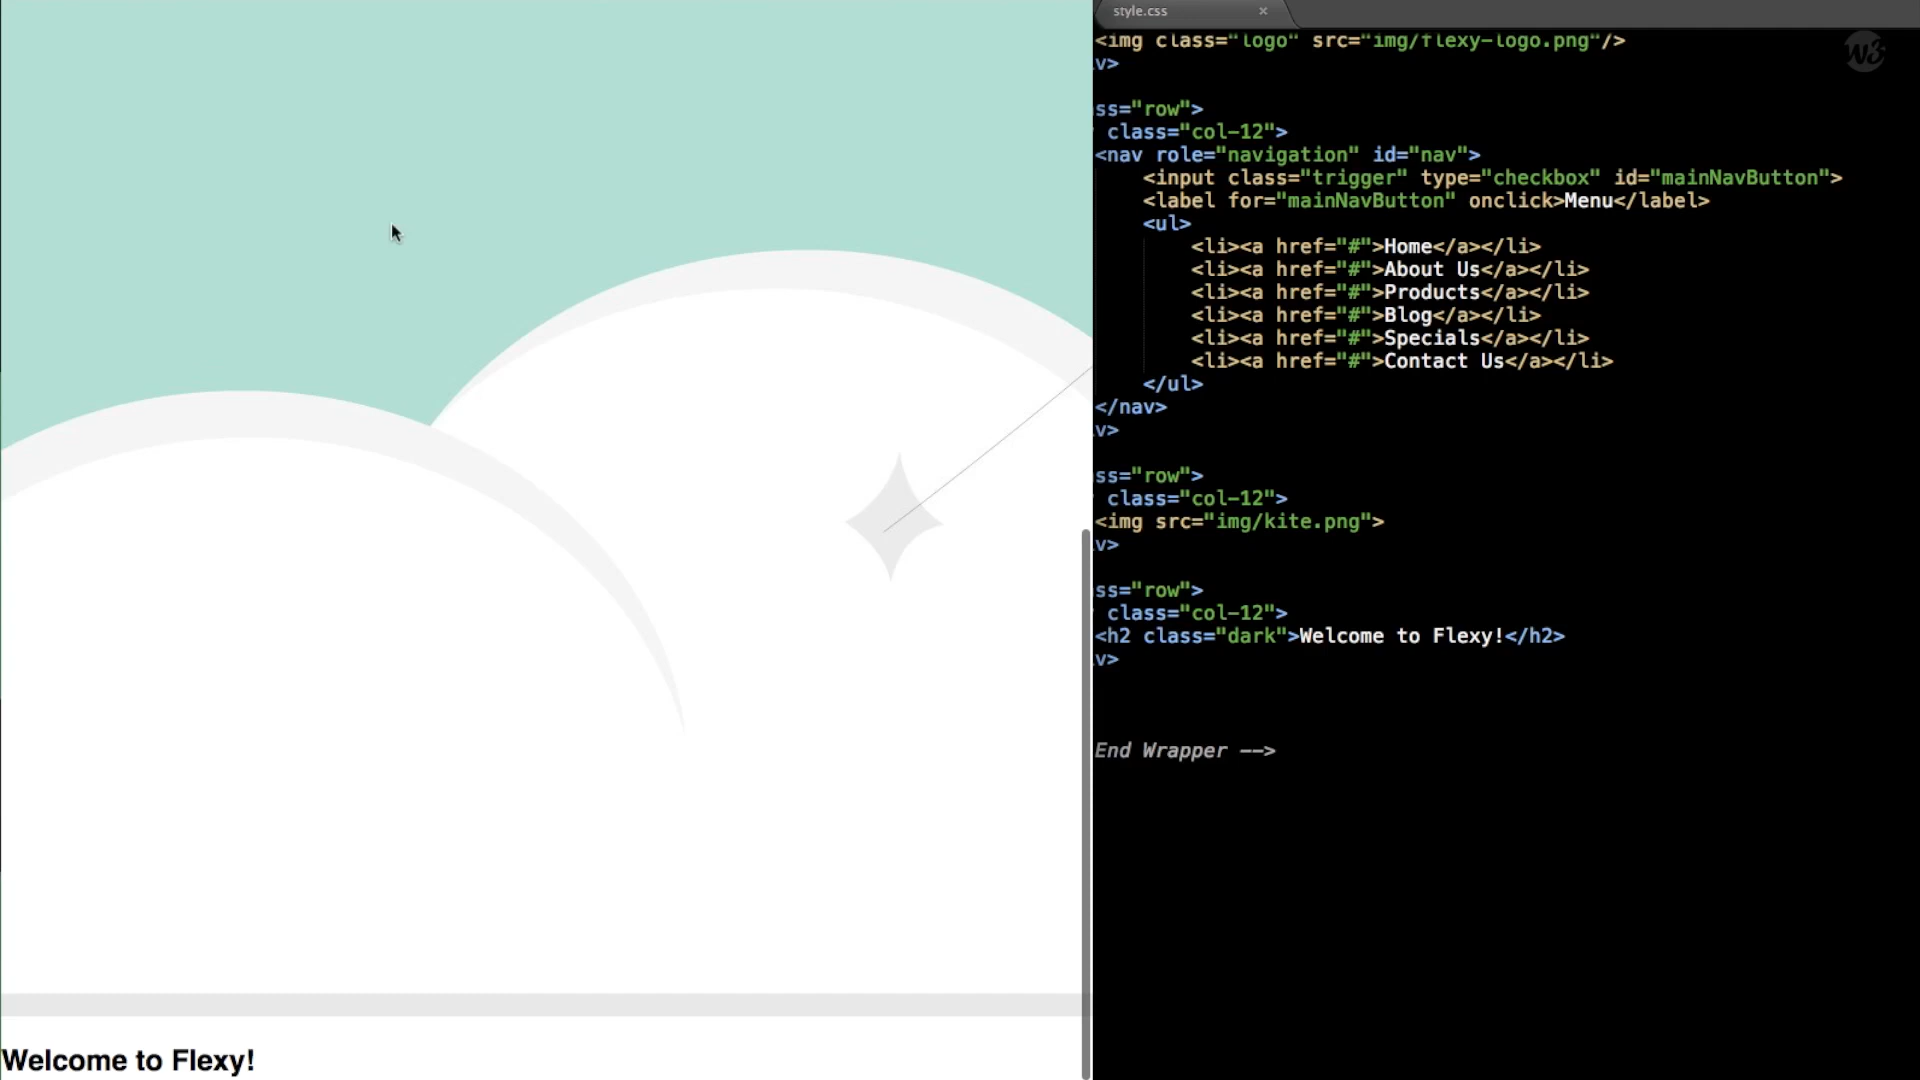 style.css ×
<img class="logo" src="img/flexy-logo.png"/>
v>
ss="row">
class="col-12">
<nav role="navigation" id="nav">
<input class="trigger" type="checkbox" id="mainNavButton">
<label for="mainNavButton" onclick>Menu</label>
<ul>
<li><a href="#">Home</a></li>
<li><a href="#">About Us</a></li>
<li><a href="#">Products</a></li>
<li><a href="#">Blog</a></li>
<li><a href="#">Specials</a></li>
<li><a href="#">Contact Us</a></li>
</ul>
</nav>
v>
ss="row">
class="col-12">
<img src="img/kite.png">
v>
ss="row">
class="col-12">
<h2 class="dark">Welcome to Flexy!</h2>
v>
End Wrapper -->
W3
Welcome to Flexy!